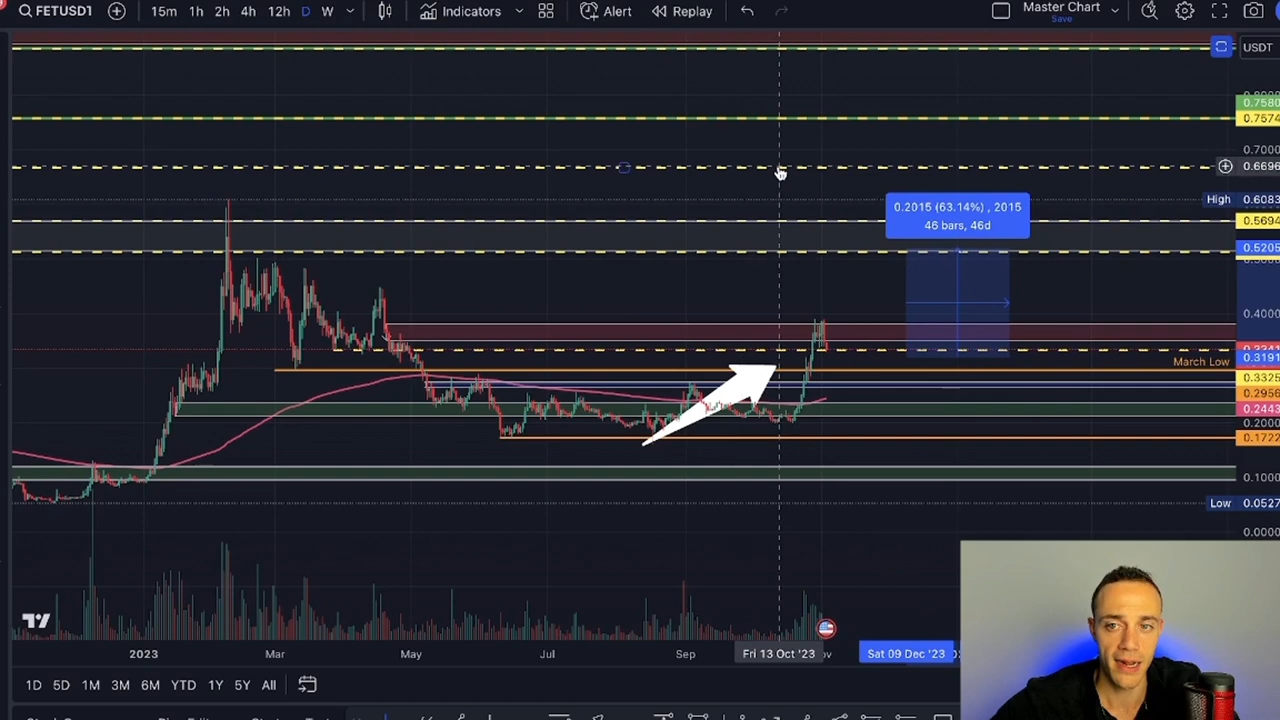 FETUSD1 15m 1h 2h 4h 12h D W Indicators Alert Replay Master Chart
Save
USDT
0.7580
0.7574
0.7000
0.6696
High 0.6083
0.2015 (63.14%) , 2015
46 bars, 46d
0.5694
0.5205
0.4000
0.3191
March Low
0.3325
0.2956
0.2443
0.2000
0.1722
0.1000
Low 0.0527
0.0000
2023 Mar May Jul Sep Fri 13 Oct '23 Sat 09 Dec '23
1D 5D 1M 3M 6M YTD 1Y 5Y All